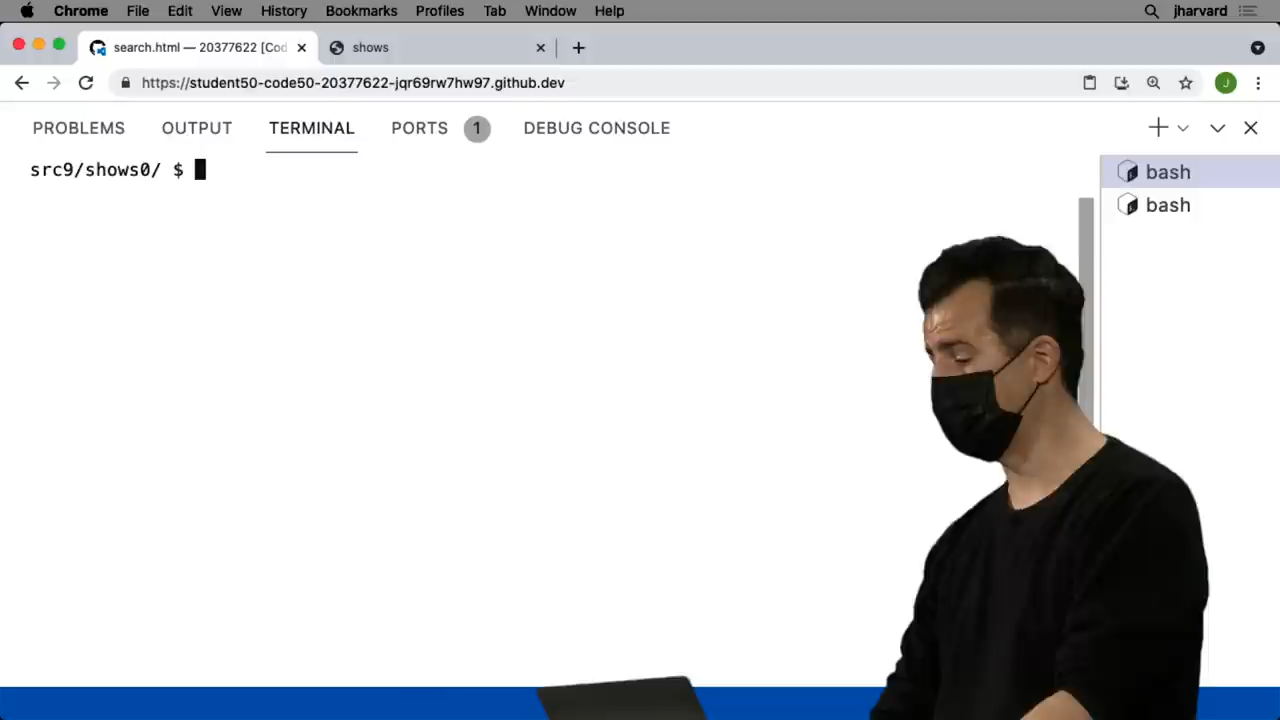 Chrome File Edit View History Bookmarks Profiles Tab Window Help jharvard
search.html — 20377622 [Cod shows
https://student50-code50-20377622-jqr69rw7hw97.github.dev J
PROBLEMS OUTPUT TERMINAL PORTS 1 DEBUG CONSOLE
src9/shows0/ $
bash
bash